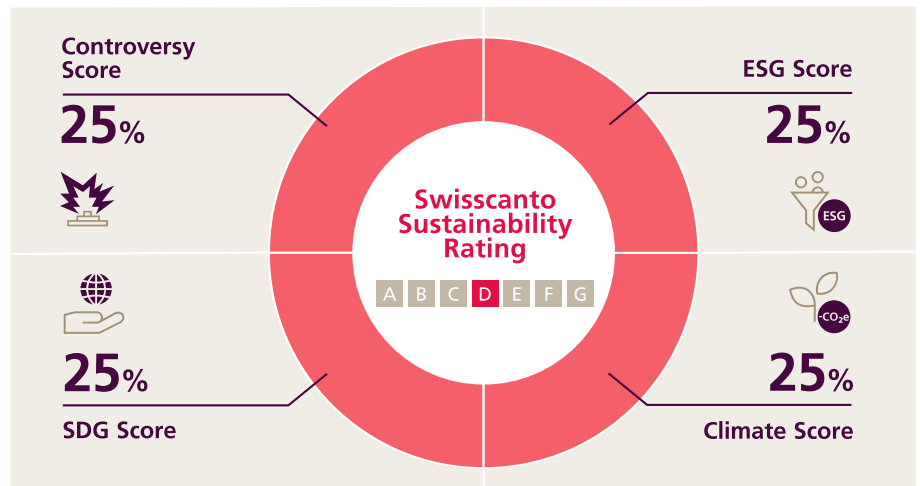 Controversy
Score
25%
ESG Score
25%
ESG
Swisscanto
Sustainability
Rating
A B C D E F G
25%
SDG Score
-CO₂e
25%
Climate Score